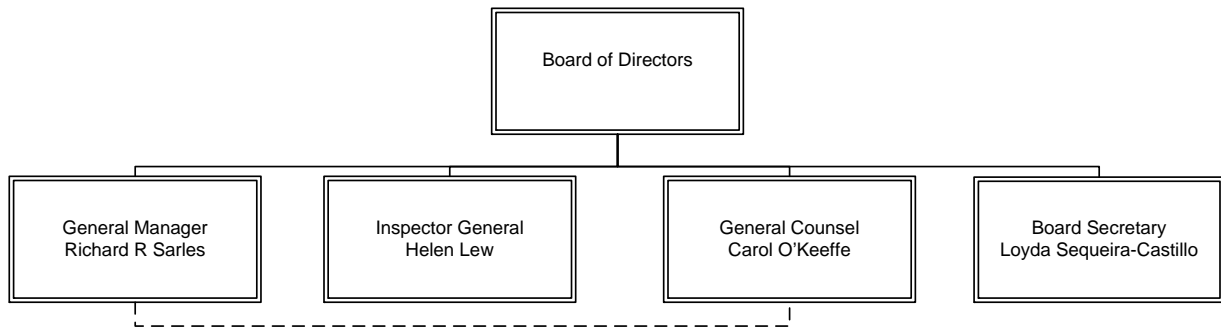 Board of Directors
General Manager
Richard R Sarles
Inspector General
Helen Lew
General Counsel
Carol O'Keeffe
Board Secretary
Loyda Sequeira-Castillo